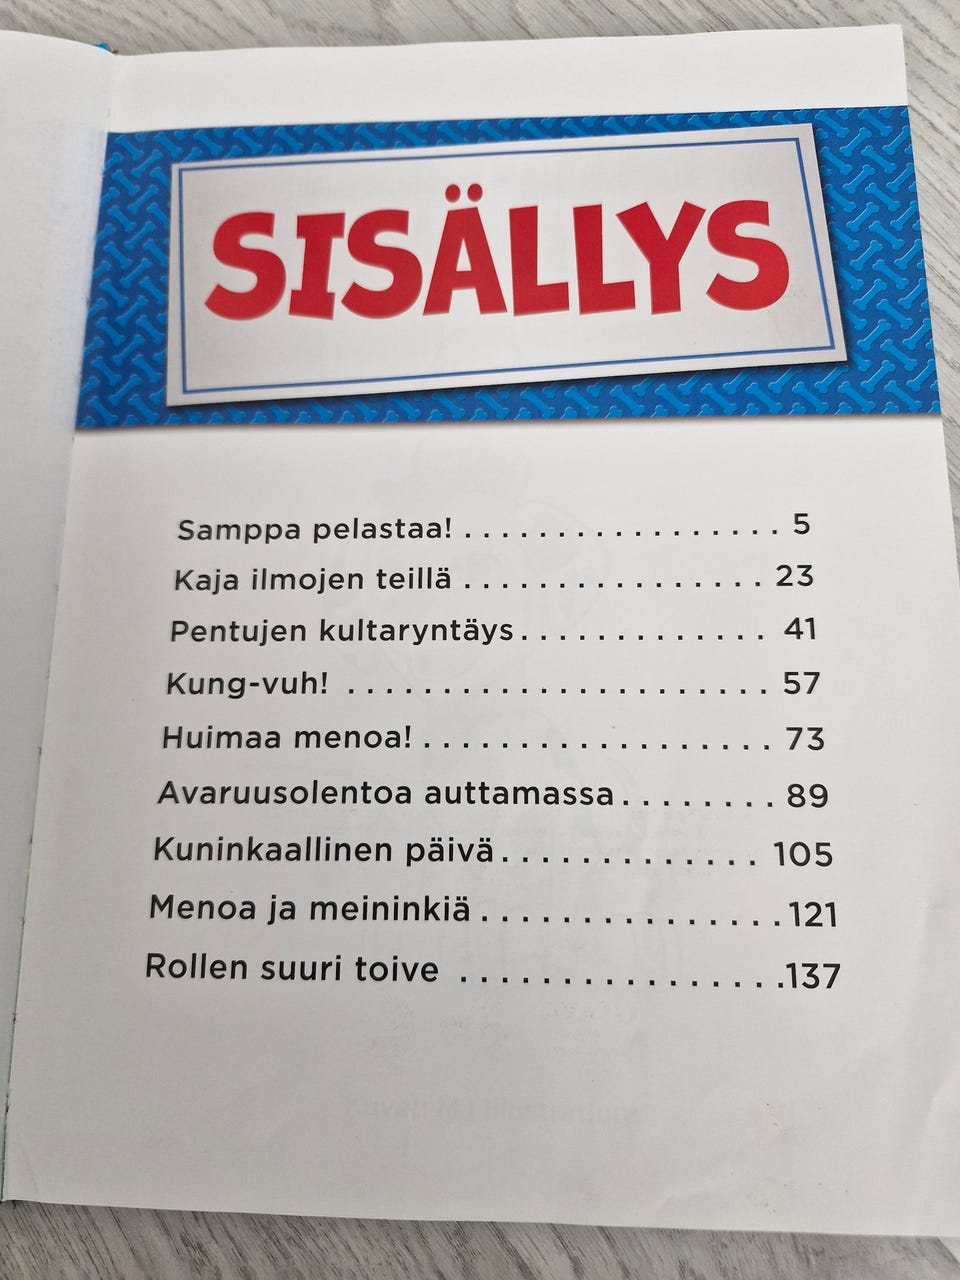 SISÄLLYS
Samppa pelastaa! . . . . . . . . . . . . . . . . . 5
Kaja ilmojen teillä . . . . . . . . . . . . . . . . 23
Pentujen kultaryntäys . . . . . . . . . . . . . 41
Kung-vuh! . . . . . . . . . . . . . . . . . . . . . . 57
Huimaa menoa! . . . . . . . . . . . . . . . . . . 73
Avaruusolentoa auttamassa . . . . . . . . 89
Kuninkaallinen päivä . . . . . . . . . . . . . 105
Menoa ja meininkiä . . . . . . . . . . . . . . . 121
Rollen suuri toive . . . . . . . . . . . . . . . . 137